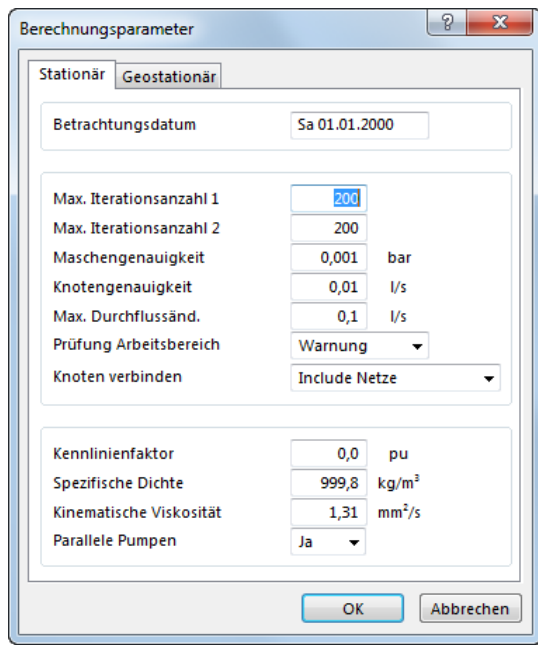 Berechnungsparameter
?
Stationär Geostationär
Betrachtungsdatum Sa 01.01.2000
Max. Iterationsanzahl 1 200
Max. Iterationsanzahl 2 200
Maschengenauigkeit 0,001 bar
Knotengenauigkeit 0,01 l/s
Max. Durchflussänd. 0,1 l/s
Prüfung Arbeitsbereich Warnung
Knoten verbinden Include Netze
Kennlinienfaktor 0,0 pu
Spezifische Dichte 999,8 kg/m³
Kinematische Viskosität 1,31 mm²/s
Parallele Pumpen Ja
OK Abbrechen